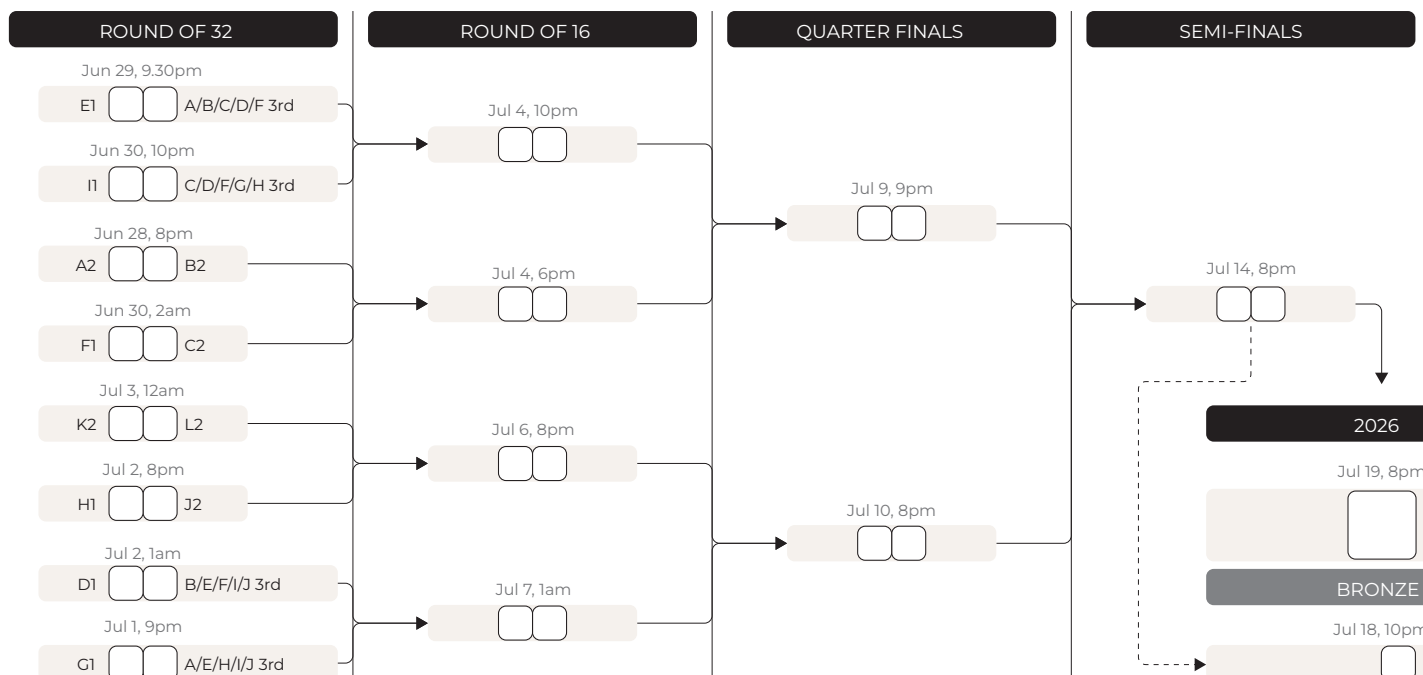 ROUND OF 32
Jun 29, 9.30pm
E1 A/B/C/D/F 3rd
Jun 30, 10pm
I1 C/D/F/G/H 3rd
Jun 28, 8pm
A2 B2
Jun 30, 2am
F1 C2
Jul 3, 12am
K2 L2
Jul 2, 8pm
H1 J2
Jul 2, 1am
D1 B/E/F/I/J 3rd
Jul 1, 9pm
G1 A/E/H/I/J 3rd
ROUND OF 16
Jul 4, 10pm
Jul 4, 6pm
Jul 6, 8pm
Jul 7, 1am
QUARTER FINALS
Jul 9, 9pm
Jul 10, 8pm
SEMI-FINALS
Jul 14, 8pm
2026
Jul 19, 8pm
BRONZE
Jul 18, 10pm